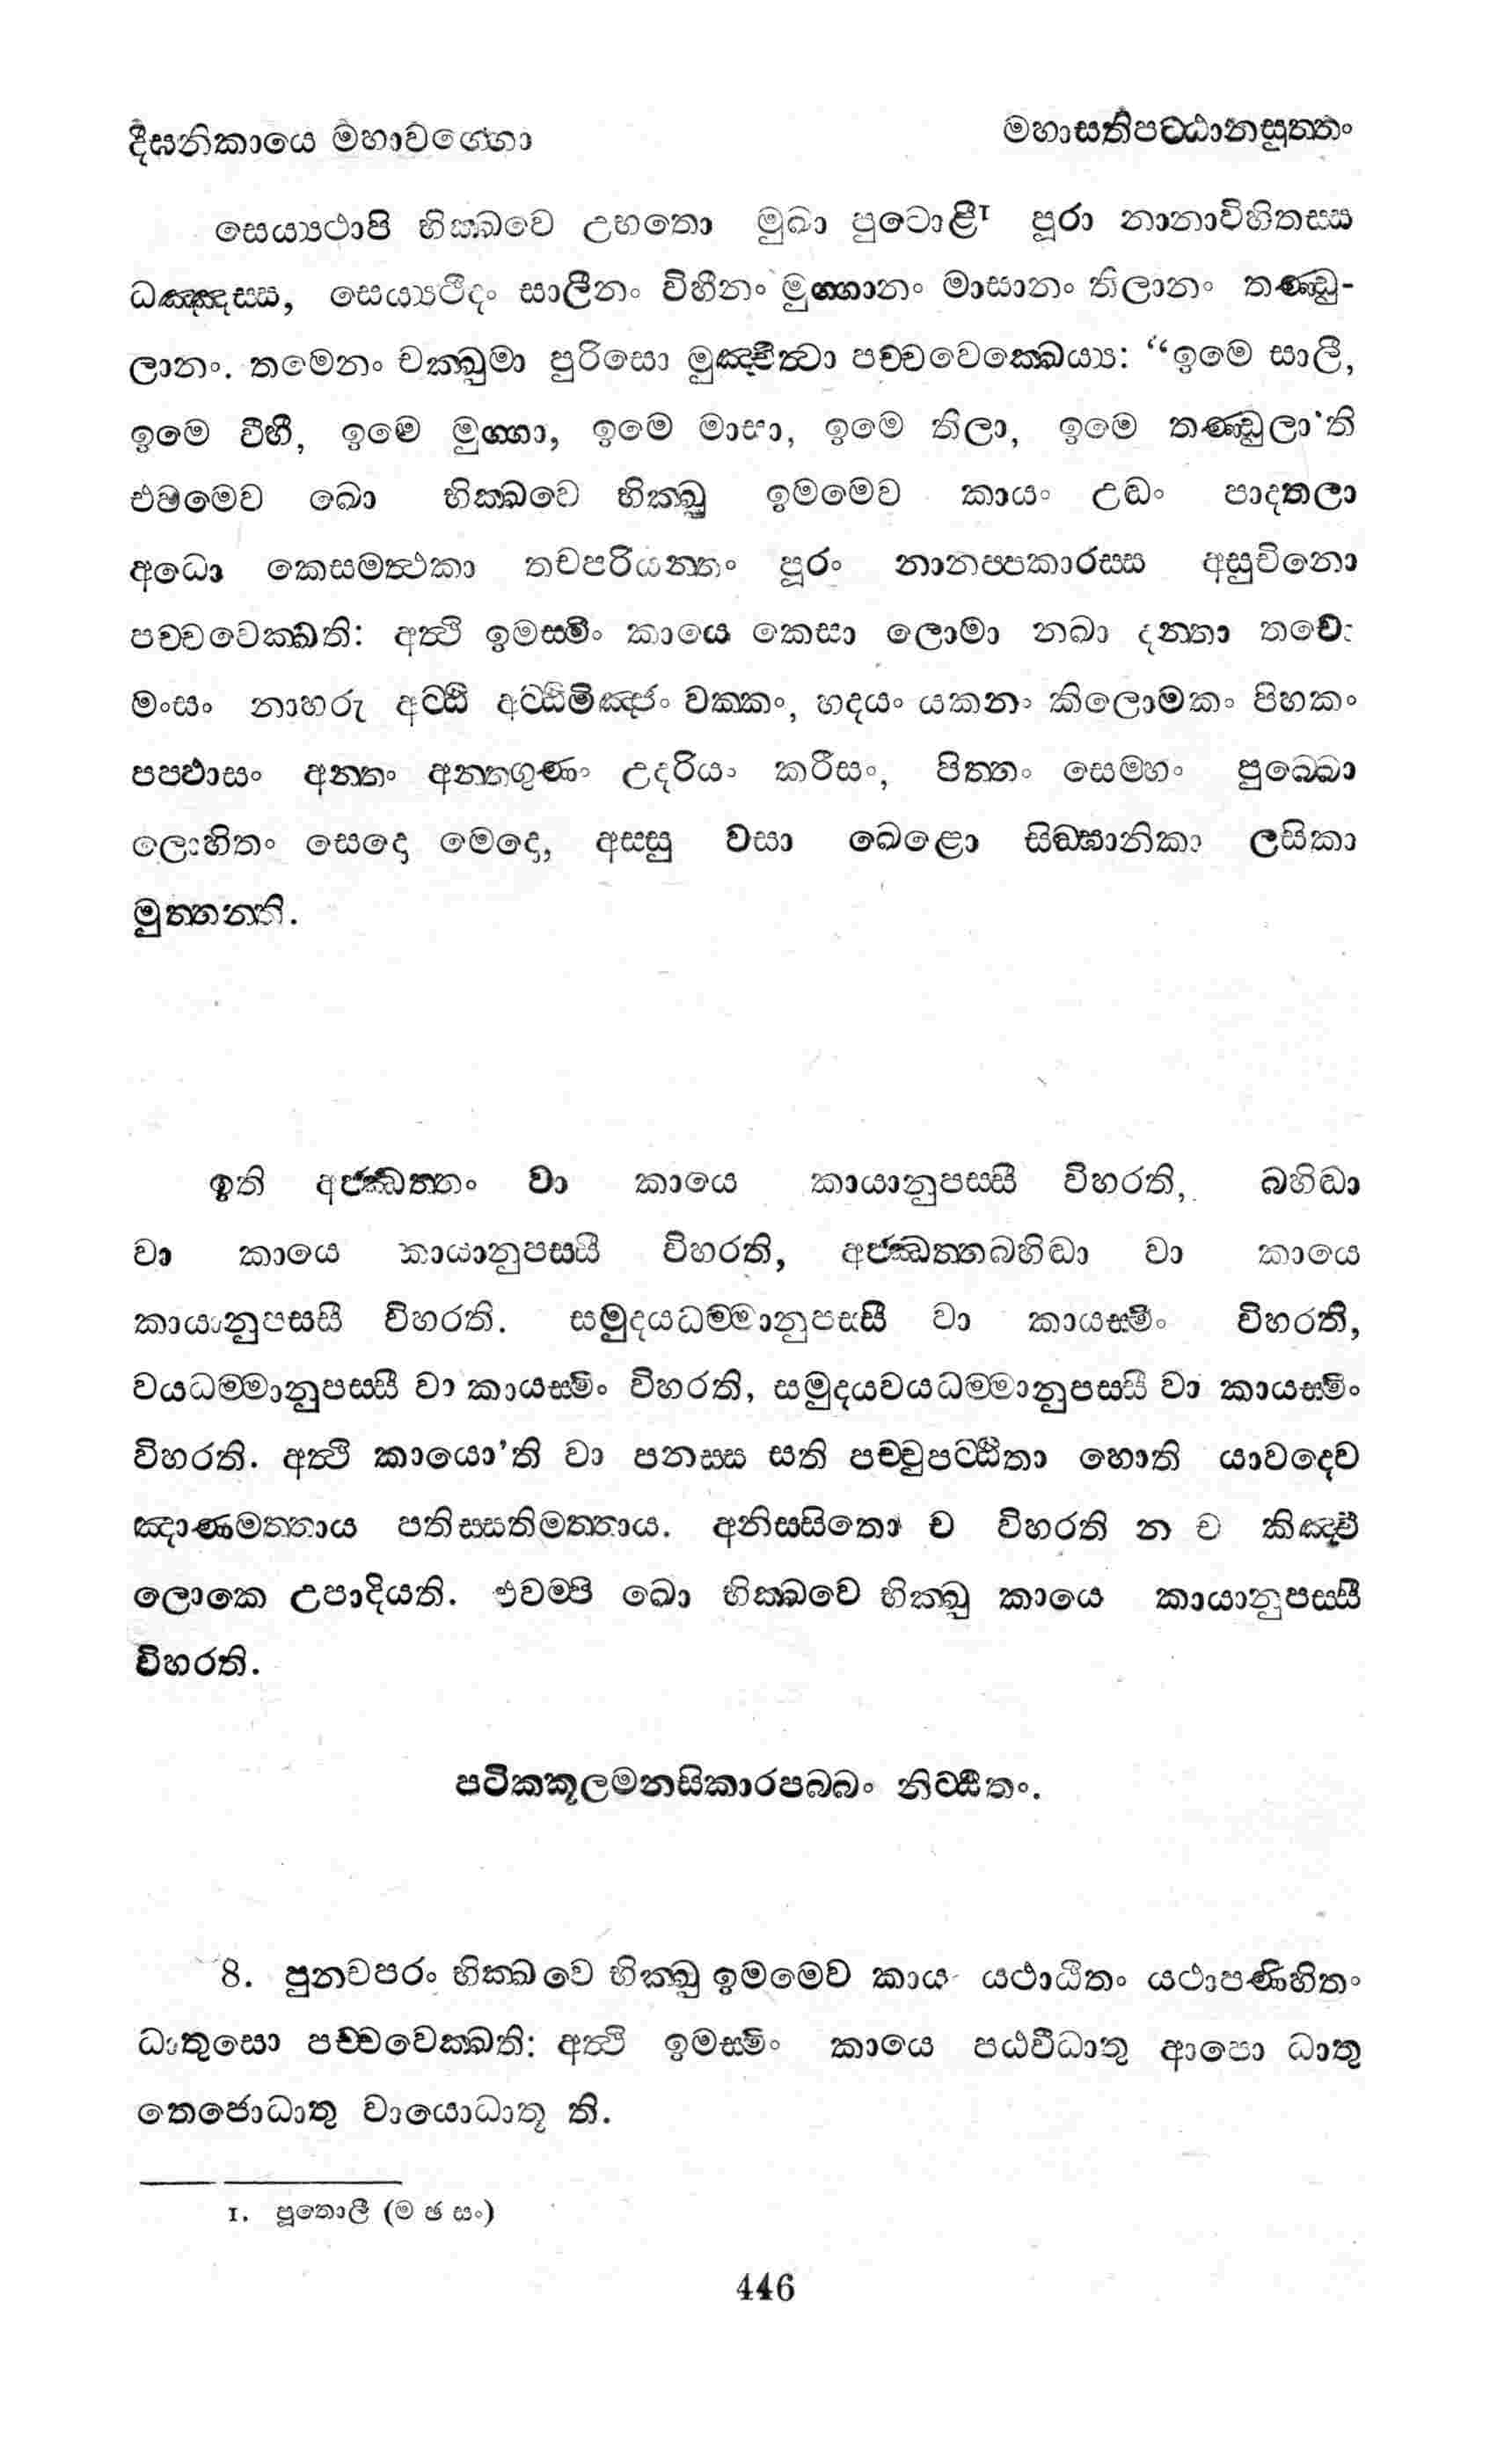 දීඝනිකායෙ මහාවග්ගො මහාසතිපට්ඨානසුත්තං
සෙය්‍යථාපි භික්ඛවෙ උභතො මුඛා පුටොළී¹ පූරා නානාවිහිතස්ස
ධඤ්ඤස්ස, සෙය්‍යථීදං සාලීනං විහීනං මුග්ගානං මාසානං තිලානං තණ්ඩු-
ලානං. තමෙනං චක්ඛුමා පුරිසො මුඤ්චිත්වා පච්චවෙක්ඛෙය්‍ය: “ඉමෙ සාලී,
ඉමෙ වීහී, ඉමෙ මුග්ගා, ඉමෙ මාසා, ඉමෙ තිලා, ඉමෙ තණ්ඩුලා'ති
එවමෙව ඛො භික්ඛවෙ භික්ඛු ඉමමෙව කායං උද්ධං පාදතලා
අධො කෙසමත්ථකා තචපරියන්තං පූරං නානප්පකාරස්ස අසුචිනො
පච්චවෙක්ඛති: අත්ථි ඉමස්මිං කායෙ කෙසා ලොමා නඛා දන්තා තචො
මංසං නාහරු අට්ඨී අට්ඨිමිඤ්ජං වක්කං, හදයං යකනං කිලොමකං පිහකං
පප්ඵාසං අන්තං අන්තගුණං උදරියං කරීසං, පිත්තං සෙම්හං පුබ්බො
ලොහිතං සෙදො මෙදො, අස්සු වසා ඛෙළො සිඞ්ඝානිකා ලසිකා
මුත්තන්ති.
ඉති අජ්ඣත්තං වා කායෙ කායානුපස්සී විහරති, බහිද්ධා
වා කායෙ කායානුපස්සී විහරති, අජ්ඣත්තබහිද්ධා වා කායෙ
කායානුපස්සී විහරති. සමුදයධම්මානුපස්සී වා කායස්මිං විහරති,
වයධම්මානුපස්සී වා කායස්මිං විහරති, සමුදයවයධම්මානුපස්සී වා කායස්මිං
විහරති. අත්ථි කායො'ති වා පනස්ස සති පච්චුපට්ඨිතා හොති යාවදෙව
ඤාණමත්තාය පතිස්සතිමත්තාය. අනිස්සිතො ච විහරති න ච කිඤ්චි
ලොකෙ උපාදියති. එවම්පි ඛො භික්ඛවෙ භික්ඛු කායෙ කායානුපස්සී
විහරති.
පටික්කූලමනසිකාරපබ්බං නිට්ඨිතං.
8. පුනචපරං භික්ඛවෙ භික්ඛු ඉමමෙව කායං යථාඨිතං යථාපණිහිතං
ධාතුසො පච්චවෙක්ඛති: අත්ථි ඉමස්මිං කායෙ පඨවීධාතු ආපො ධාතු
තෙජොධාතු වායොධාතූ ති.
1. පූතොලී (ම ඡ සං)
446